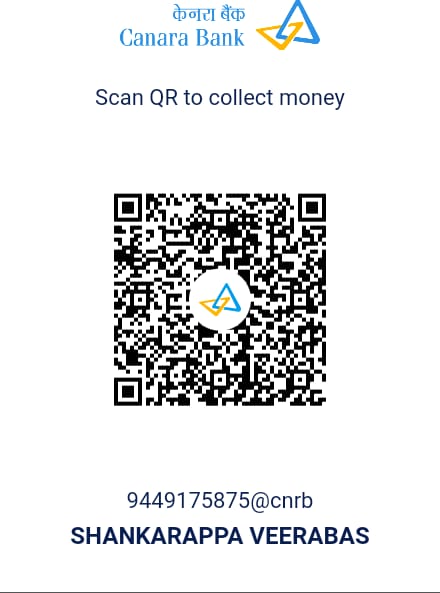 केनरा बैंक
Canara Bank
Scan QR to collect money
9449175875@cnrb
SHANKARAPPA VEERABAS